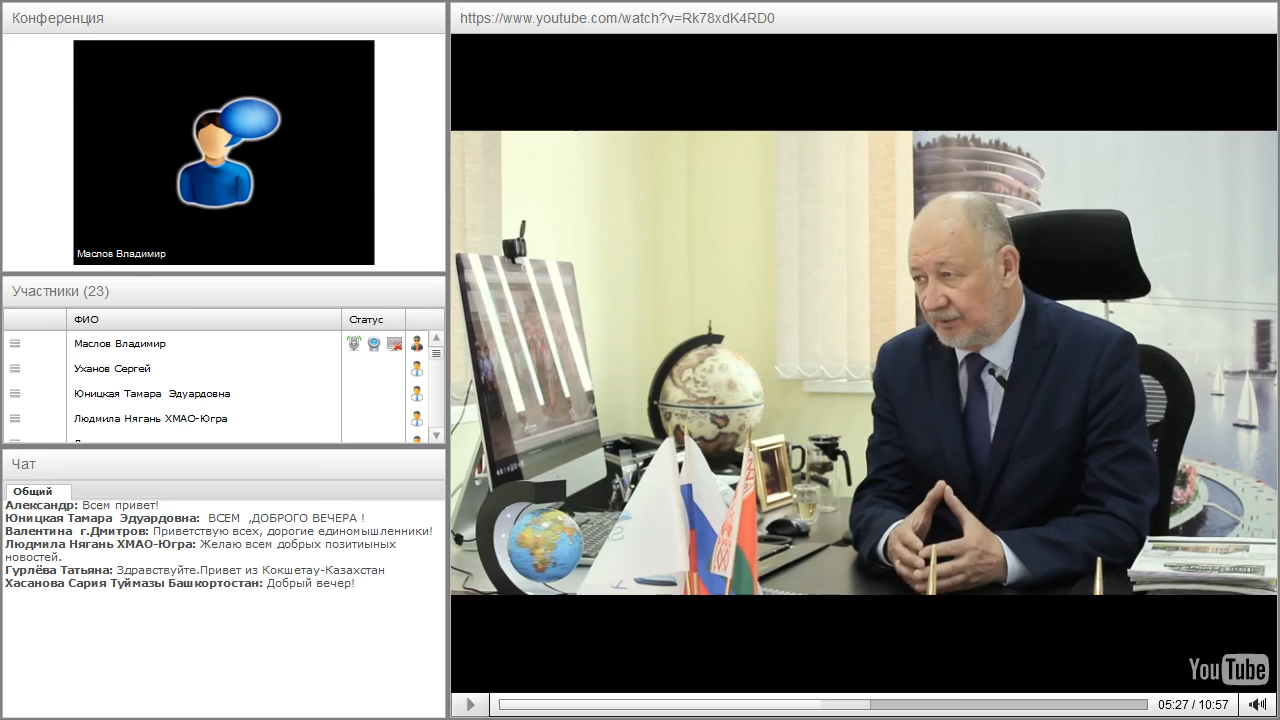 Конференция
Маслов Владимир
Участники (23)
ФИО
Статус
Маслов Владимир
Уханов Сергей
Юницкая Тамара Эдуардовна
Людмила Нягань ХМАО-Югра
Чат
Общий
Александр: Всем привет!
Юницкая Тамара Эдуардовна: ВСЕМ ,ДОБРОГО ВЕЧЕРА !
Валентина г.Дмитров: Приветствую всех, дорогие единомышленники!
Людмила Нягань ХМАО-Югра: Желаю всем добрых позитиыных
новостей.
Гурлёва Татьяна: Здравствуйте.Привет из Кокшетау-Казахстан
Хасанова Сария Туймазы Башкортостан: Добрый вечер!
https://www.youtube.com/watch?v=Rk78xdK4RD0
YouTube
05:27 / 10:57